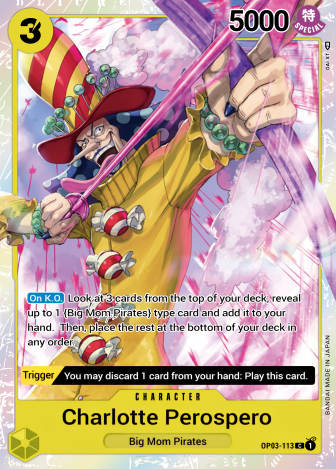 3
5000
特
SPECIAL
DAI-XT.
On K.O. Look at 3 cards from the top of your deck, reveal
up to 1 {Big Mom Pirates} type card and add it to your
hand. Then, place the rest at the bottom of your deck in
any order.
Trigger You may discard 1 card from your hand: Play this card.
BANDAI MADE IN JAPAN
CHARACTER
Charlotte Perospero
Big Mom Pirates
OP03-113 C 1